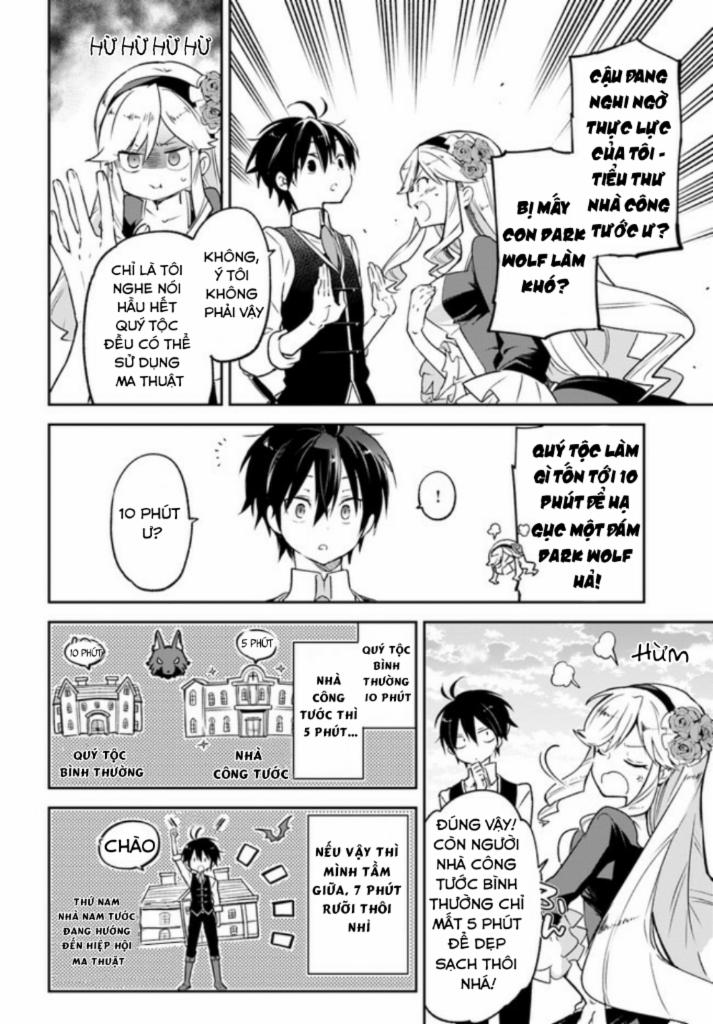 CẬU ĐANG
NGHI NGỜ
THỰC LỰC
CỦA TÔI -
TIỂU THƯ
NHÀ CÔNG
TƯỚC Ư?
BỊ MẤY
CON DARK
WOLF LÀM
KHÓ?
HỪ HỪ HỪ HỪ
KHÔNG,
Ý TÔI
KHÔNG
PHẢI VẬY
CHỈ LÀ TÔI
NGHE NÓI
HẦU HẾT
QUÝ TỘC
ĐỀU CÓ THỂ
SỬ DỤNG
MA THUẬT
QUÝ TỘC LÀM
GÌ TỐN TỚI 10
PHÚT ĐỂ HẠ
GỤC MỘT ĐÁM
DARK WOLF
HẢ!
!
10 PHÚT
Ư?
HỪM
ĐÚNG VẬY!
CÒN NGƯỜI
NHÀ CÔNG
TƯỚC BÌNH
THƯỜNG CHỈ
MẤT 5 PHÚT
ĐỂ DẸP
SẠCH THÔI
NHÁ!
QUÝ TỘC
BÌNH
THƯỜNG
10 PHÚT
NHÀ
CÔNG
TƯỚC THÌ
5 PHÚT...
5 PHÚT
10 PHÚT
QUÝ TỘC
BÌNH THƯỜNG
NHÀ
CÔNG TƯỚC
NẾU VẬY THÌ
MÌNH TẦM
GIỮA, 7 PHÚT
RƯỠI THÔI
NHỈ
CHÀO
THỨ NAM
NHÀ NAM TƯỚC
ĐANG HƯỚNG
ĐẾN HIỆP HỘI
MA THUẬT